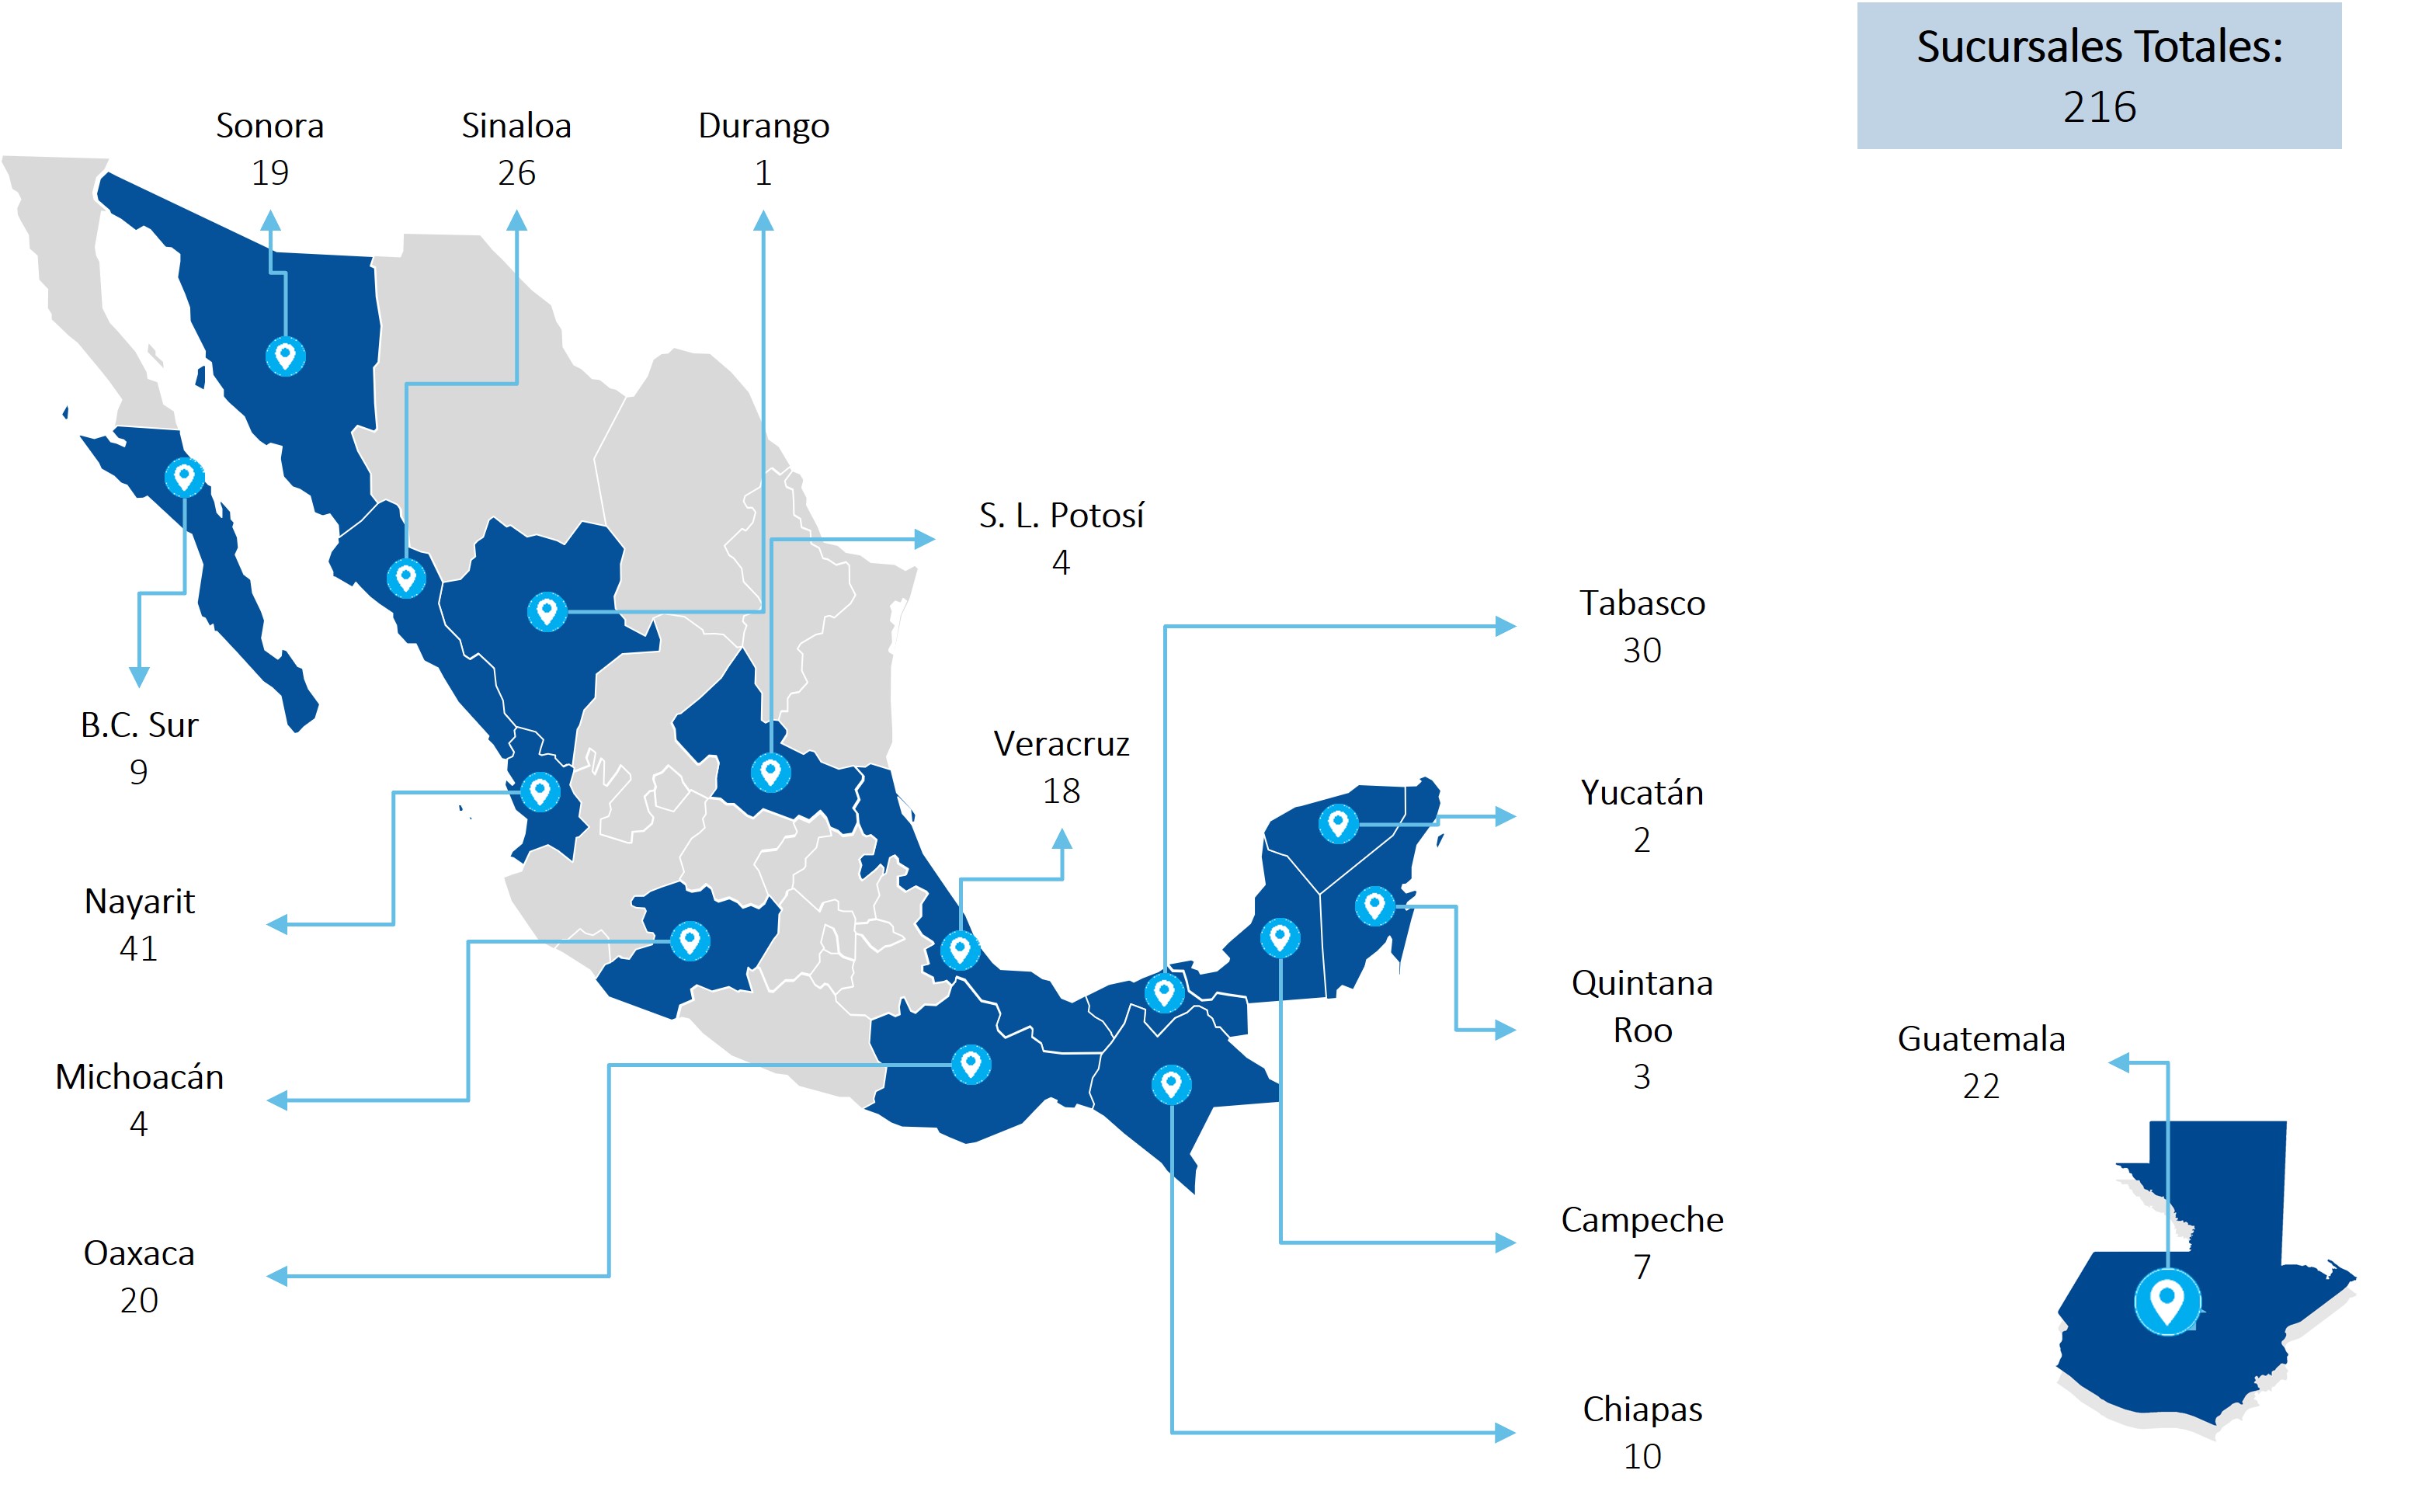 Sucursales Totales:
216
Sonora
19
Sinaloa
26
Durango
1
S. L. Potosí
4
Tabasco
30
B.C. Sur
9
Veracruz
18
Yucatán
2
Nayarit
41
Quintana
Roo
3
Guatemala
22
Michoacán
4
Campeche
7
Oaxaca
20
Chiapas
10